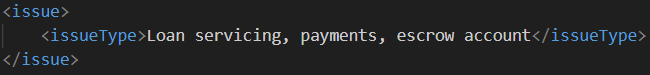 <issue>
    <issueType>Loan servicing, payments, escrow account</issueType>
</issue>